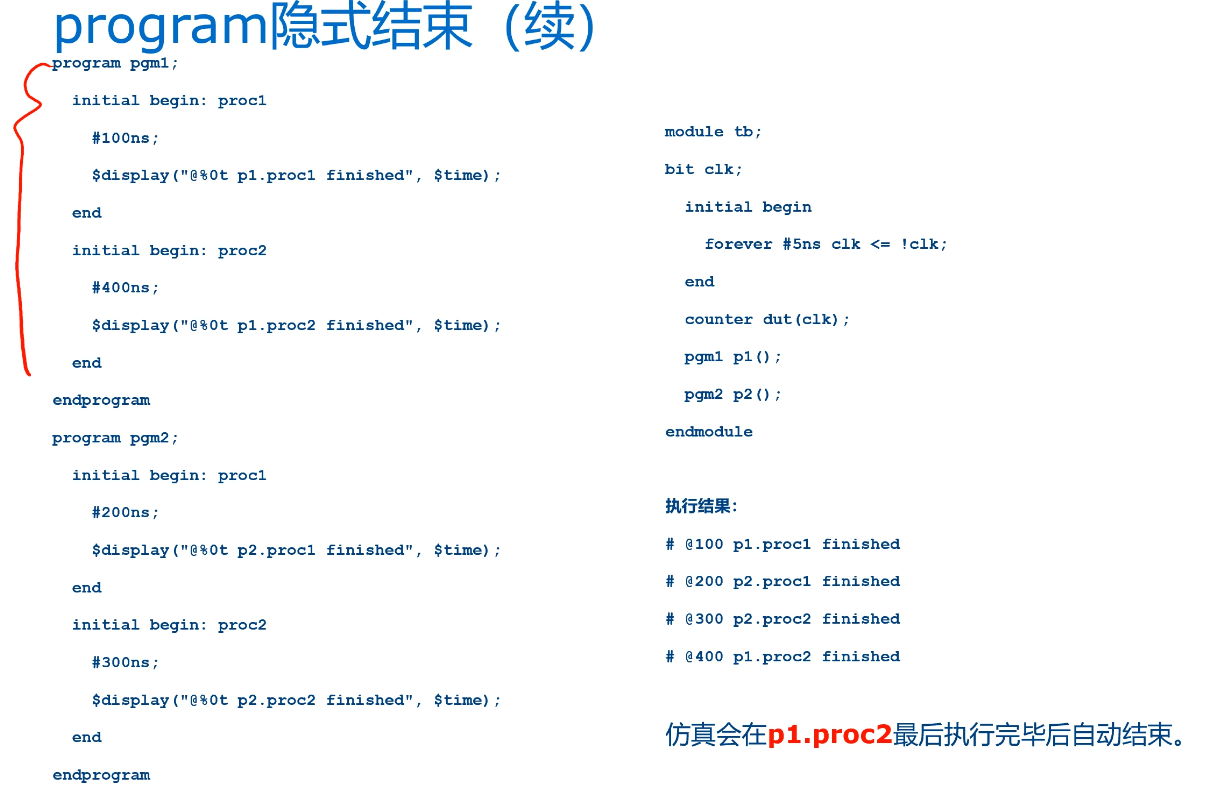 program隐式结束（续）
program pgm1;
initial begin: proc1
#100ns;
$display("@%0t p1.proc1 finished", $time);
end
initial begin: proc2
#400ns;
$display("@%0t p1.proc2 finished", $time);
end
endprogram
program pgm2;
initial begin: proc1
#200ns;
$display("@%0t p2.proc1 finished", $time);
end
initial begin: proc2
#300ns;
$display("@%0t p2.proc2 finished", $time);
end
endprogram
module tb;
bit clk;
initial begin
forever #5ns clk <= !clk;
end
counter dut(clk);
pgm1 p1();
pgm2 p2();
endmodule
执行结果：
# @100 p1.proc1 finished
# @200 p2.proc1 finished
# @300 p2.proc2 finished
# @400 p1.proc2 finished
仿真会在p1.proc2最后执行完毕后自动结束。